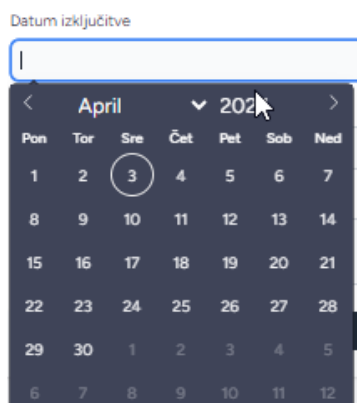 Datum izključitve
April
Pon Tor Sre Čet Pet Sob Ned
1 2 3 4 5 6 7
8 9 10 11 12 13 14
15 16 17 18 19 20 21
22 23 24 25 26 27 28
29 30 1 2 3 4 5
6 7 8 9 10 11 12